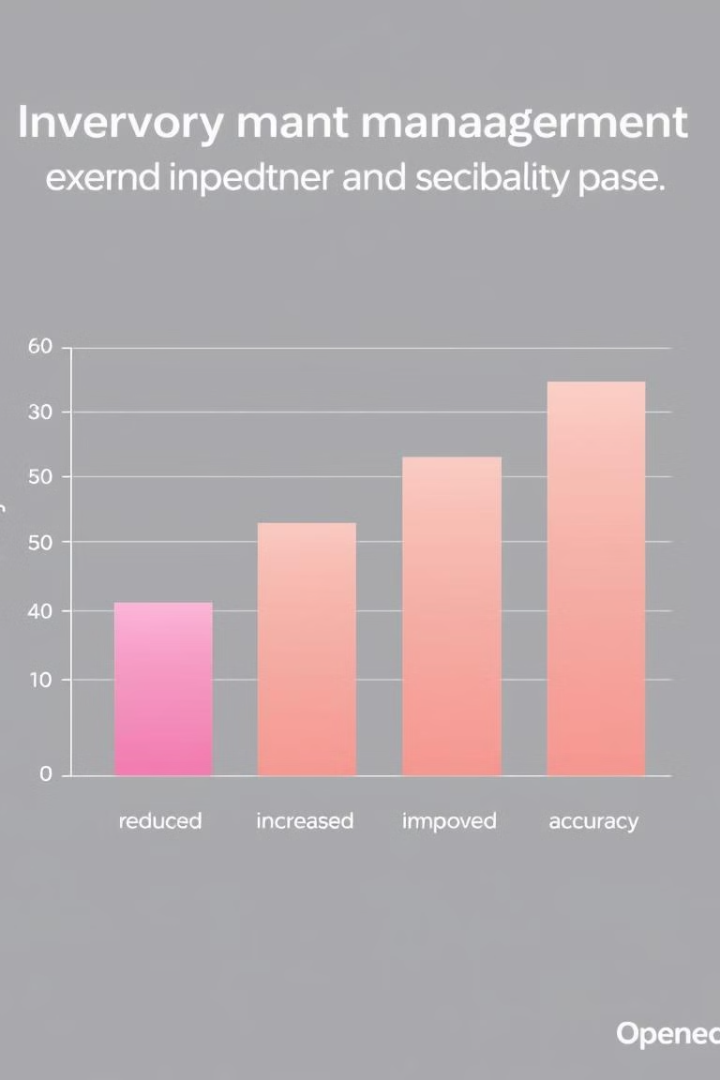 Invervory mant manaagerment
exernd inpedtner and secibality pase.
60
30
50
50
40
10
0
reduced increased impoved accuracy
Opened